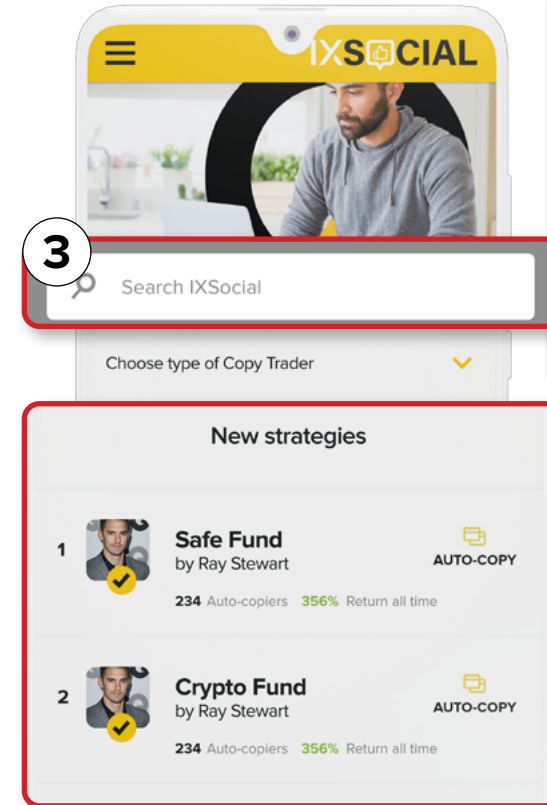 IXSOCIAL
3
Search IXSocial
Choose type of Copy Trader
New strategies
1
Safe Fund
by Ray Stewart
AUTO-COPY
234 Auto-copiers 356% Return all time
2
Crypto Fund
by Ray Stewart
AUTO-COPY
234 Auto-copiers 356% Return all time